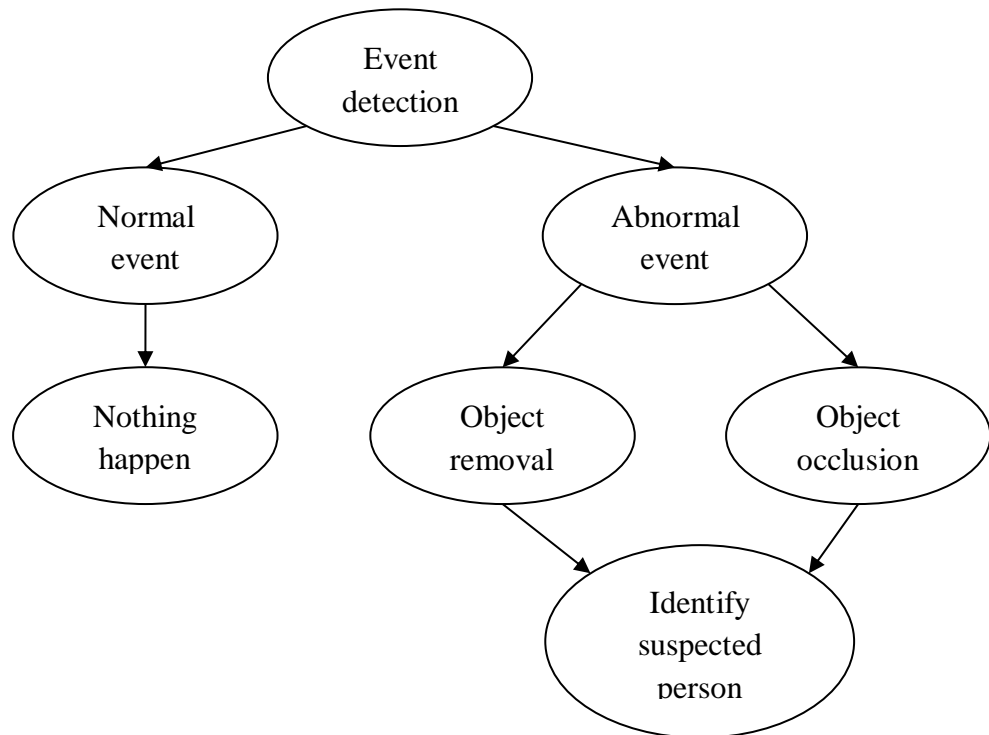 Event
detection
Normal
event
Abnormal
event
Nothing
happen
Object
removal
Object
occlusion
Identify
suspected
person